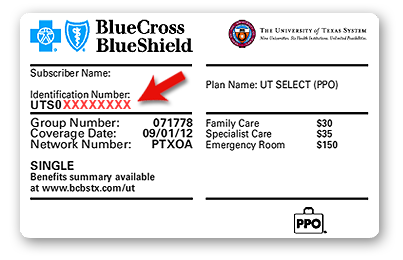 BlueCross
BlueShield
THE UNIVERSITY of TEXAS SYSTEM
Nine Universities. Six Health Institutions. Unlimited Possibilities.
Subscriber Name:
Identification Number:
UTS0XXXXXXXX
Plan Name: UT SELECT (PPO)
Group Number: 071778
Coverage Date: 09/01/12
Network Number: PTXOA
Family Care $30
Specialist Care $35
Emergency Room $150
SINGLE
Benefits summary available
at www.bcbstx.com/ut
PPO